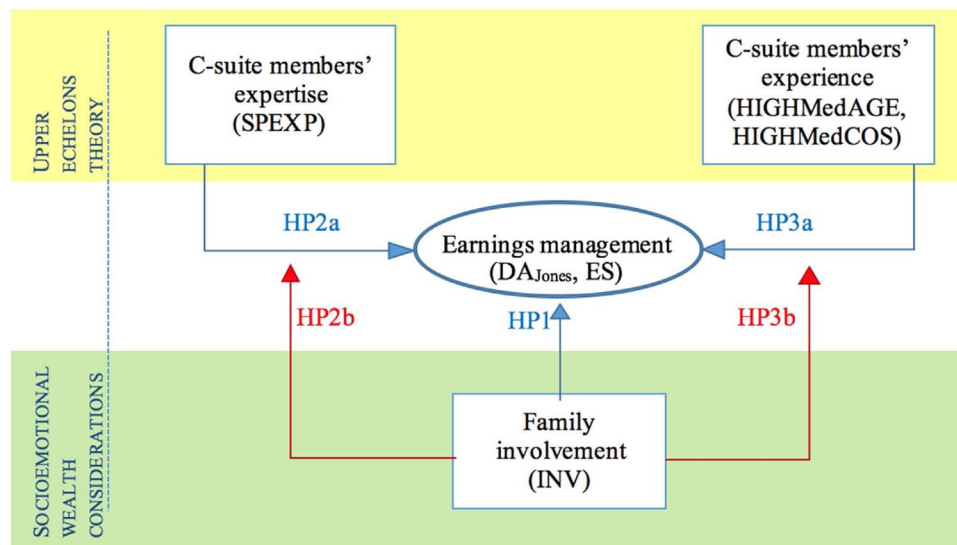 UPPER
ECHELONS
THEORY
C-suite members’
expertise
(SPEXP)
C-suite members’
experience
(HIGHMedAGE,
HIGHMedCOS)
HP2a
HP3a
Earnings management
(DAJones, ES)
HP2b
HP1
HP3b
SOCIOEMOTIONAL
WEALTH
CONSIDERATIONS
Family
involvement
(INV)